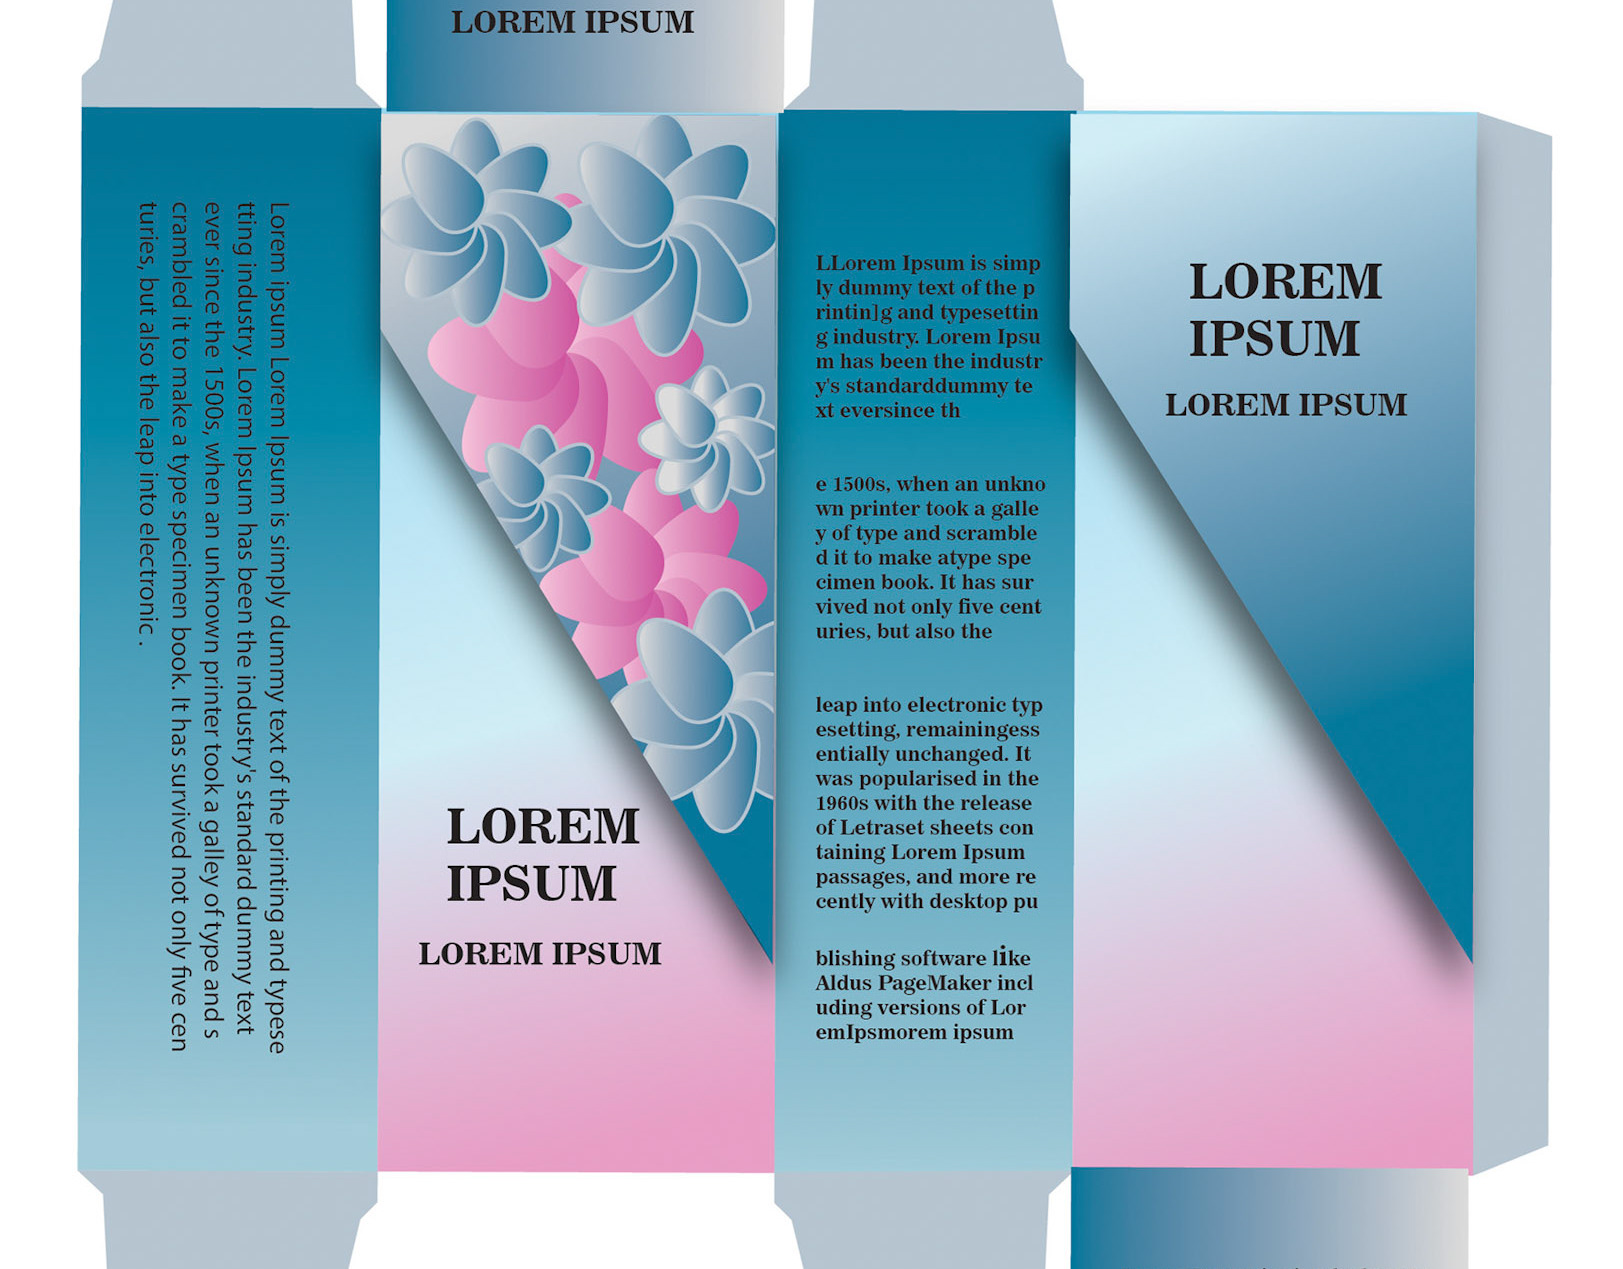 LOREM IPSUM
Lorem ipsum Lorem Ipsum is simply dummy text of the printing and typese
tting industry. Lorem Ipsum has been the industry's standard dummy text
ever since the 1500s, when an unknown printer took a galley of type and s
crambled it to make a type specimen book. It has survived not only five cen
turies, but also the leap into electronic .
LOREM
IPSUM
LOREM IPSUM
LLorem Ipsum is simp
ly dummy text of the p
rintin]g and typesettin
g industry. Lorem Ipsu
m has been the industr
y's standarddummy te
xt eversince th
e 1500s, when an unkno
wn printer took a galle
y of type and scramble
d it to make atype spe
cimen book. It has sur
vived not only five cent
uries, but also the
leap into electronic typ
esetting, remainingess
entially unchanged. It
was popularised in the
1960s with the release
of Letraset sheets con
taining Lorem Ipsum
passages, and more re
cently with desktop pu
blishing software like
Aldus PageMaker incl
uding versions of Lor
emIpsmorem ipsum
LOREM
IPSUM
LOREM IPSUM